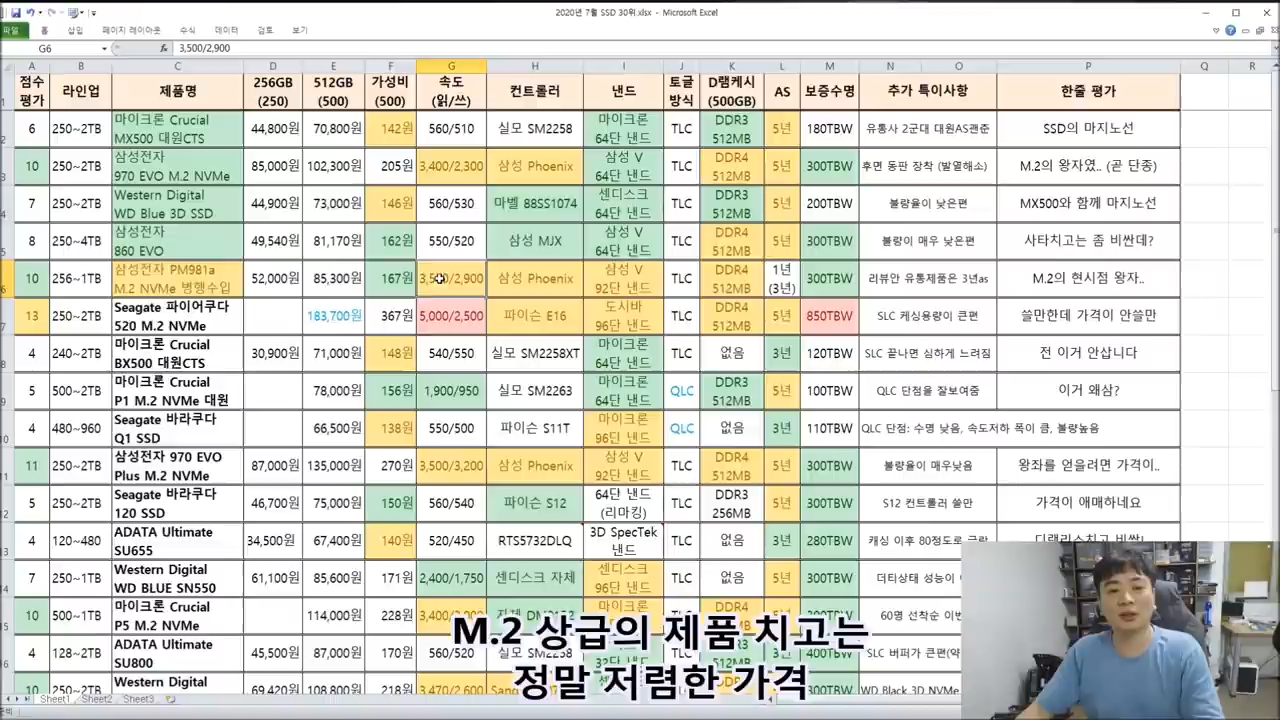 2020년 7월 SSD 30위.xlsx - Microsoft Excel
파일 홈 삽입 페이지 레이아웃 수식 데이터 검토 보기
G6 fx 3,500/2,900
A B C D E F G H I J K L M N O P Q R
점수 평가 라인업 제품명 256GB (250) 512GB (500) 가성비 (500) 속도 (읽/쓰) 컨트롤러 낸드 토글 방식 D램케시 (500GB) AS 보증수명 추가 특이사항 한줄 평가
6 250~2TB 마이크론 Crucial MX500 대원CTS 44,800원 70,800원 142원 560/510 실모 SM2258 마이크론 64단 낸드 TLC DDR3 512MB 5년 180TBW 유통사 2군대 대원AS괜춘 SSD의 마지노선
10 250~2TB 삼성전자 970 EVO M.2 NVMe 85,000원 102,300원 205원 3,400/2,300 삼성 Phoenix 삼성 V 64단 낸드 TLC DDR4 512MB 5년 300TBW 후면 동판 장착 (발열해소) M.2의 왕자였.. (곧 단종)
7 250~2TB Western Digital WD Blue 3D SSD 44,900원 73,000원 146원 560/530 마벨 88SS1074 센디스크 64단 낸드 TLC DDR4 512MB 5년 200TBW 불량율이 낮은편 MX500와 함께 마지노선
8 250~4TB 삼성전자 860 EVO 49,540원 81,170원 162원 550/520 삼성 MJX 삼성 V 64단 낸드 TLC DDR4 512MB 5년 300TBW 불량이 매우 낮은편 사타치고는 좀 비싼데?
10 256~1TB 삼성전자 PM981a M.2 NVMe 병행수입 52,000원 85,300원 167원 3,500/2,900 삼성 Phoenix 삼성 V 92단 낸드 TLC DDR4 512MB 1년 (3년) 300TBW 리뷰안 유통제품은 3년as M.2의 현시점 왕자..
13 250~2TB Seagate 파이어쿠다 520 M.2 NVMe 183,700원 367원 5,000/2,500 파이슨 E16 도시바 96단 낸드 TLC DDR4 512MB 5년 850TBW SLC 케싱용량이 큰편 쓸만한데 가격이 안쓸만
4 240~2TB 마이크론 Crucial BX500 대원CTS 30,900원 71,000원 148원 540/550 실모 SM2258XT 마이크론 64단 낸드 TLC 없음 3년 120TBW SLC 끝나면 심하게 느려짐 전 이거 안삽니다
5 500~2TB 마이크론 Crucial P1 M.2 NVMe 대원 78,000원 156원 1,900/950 실모 SM2263 마이크론 64단 낸드 QLC DDR3 512MB 5년 100TBW QLC 단점을 잘보여줌 이거 왜삼?
4 480~960 Seagate 바라쿠다 Q1 SSD 66,500원 138원 550/500 파이슨 S11T 마이크론 96단 낸드 QLC 없음 3년 110TBW QLC 단점: 수명 낮음, 속도저하 폭이 큼, 불량높음
11 250~2TB 삼성전자 970 EVO Plus M.2 NVMe 87,000원 135,000원 270원 3,500/3,200 삼성 Phoenix 삼성 V 92단 낸드 TLC DDR4 512MB 5년 300TBW 불량율이 매우낮음 왕좌를 얻을려면 가격이..
5 250~2TB Seagate 바라쿠다 120 SSD 46,700원 75,000원 150원 560/540 파이슨 S12 64단 낸드 (리마킹) TLC DDR3 256MB 5년 300TBW S12 컨트롤러 쓸만 가격이 애매하네요
4 120~480 ADATA Ultimate SU655 34,500원 67,400원 140원 520/450 RTS5732DLQ 3D SpecTek 낸드 TLC 없음 3년 280TBW 캐싱 이후 80정도로
7 250~2TB Western Digital WD BLUE SN550 61,100원 85,600원 171원 2,400/1,750 센디스크 자체 센디스크 96단 낸드 TLC 없음 5년 300TBW 더티상태 성능이
10 500~1TB 마이크론 Crucial P5 M.2 NVMe 114,000원 228원 마이크론 DDR4 60명 선착순
4 128~2TB ADATA Ultimate SU800 45,500원 87,000원 170원 560/520 SLC 버퍼가 큰편
10 Western Digital 69,420원 108,800원 218원 WD Black 3D NVMe
M.2 상급의 제품 치고는
정말 저렴한 가격
Sheet1 Sheet2 Sheet3